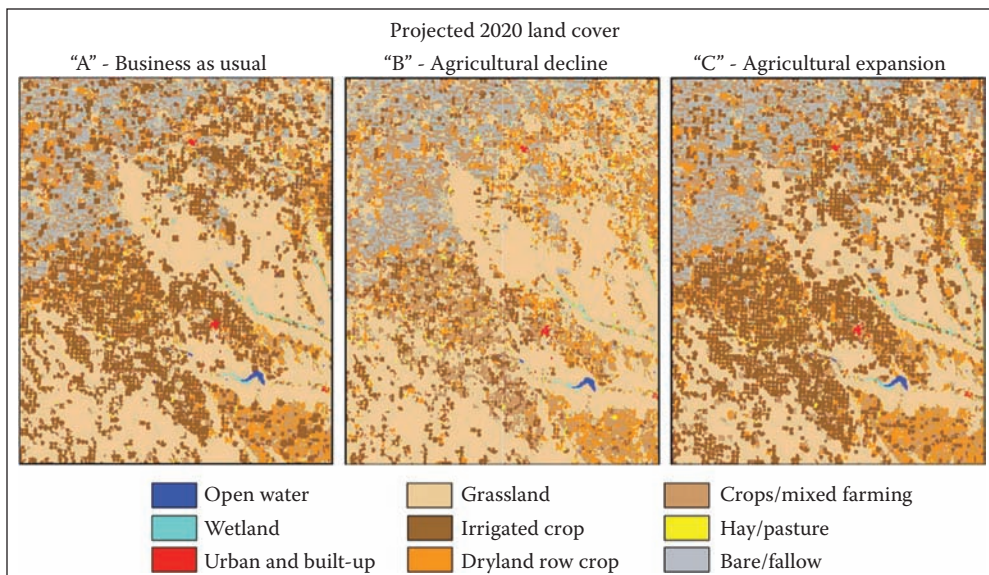 Projected 2020 land cover
“A” - Business as usual
“B” - Agricultural decline
“C” - Agricultural expansion
Open water
Grassland
Crops/mixed farming
Wetland
Irrigated crop
Hay/pasture
Urban and built-up
Dryland row crop
Bare/fallow